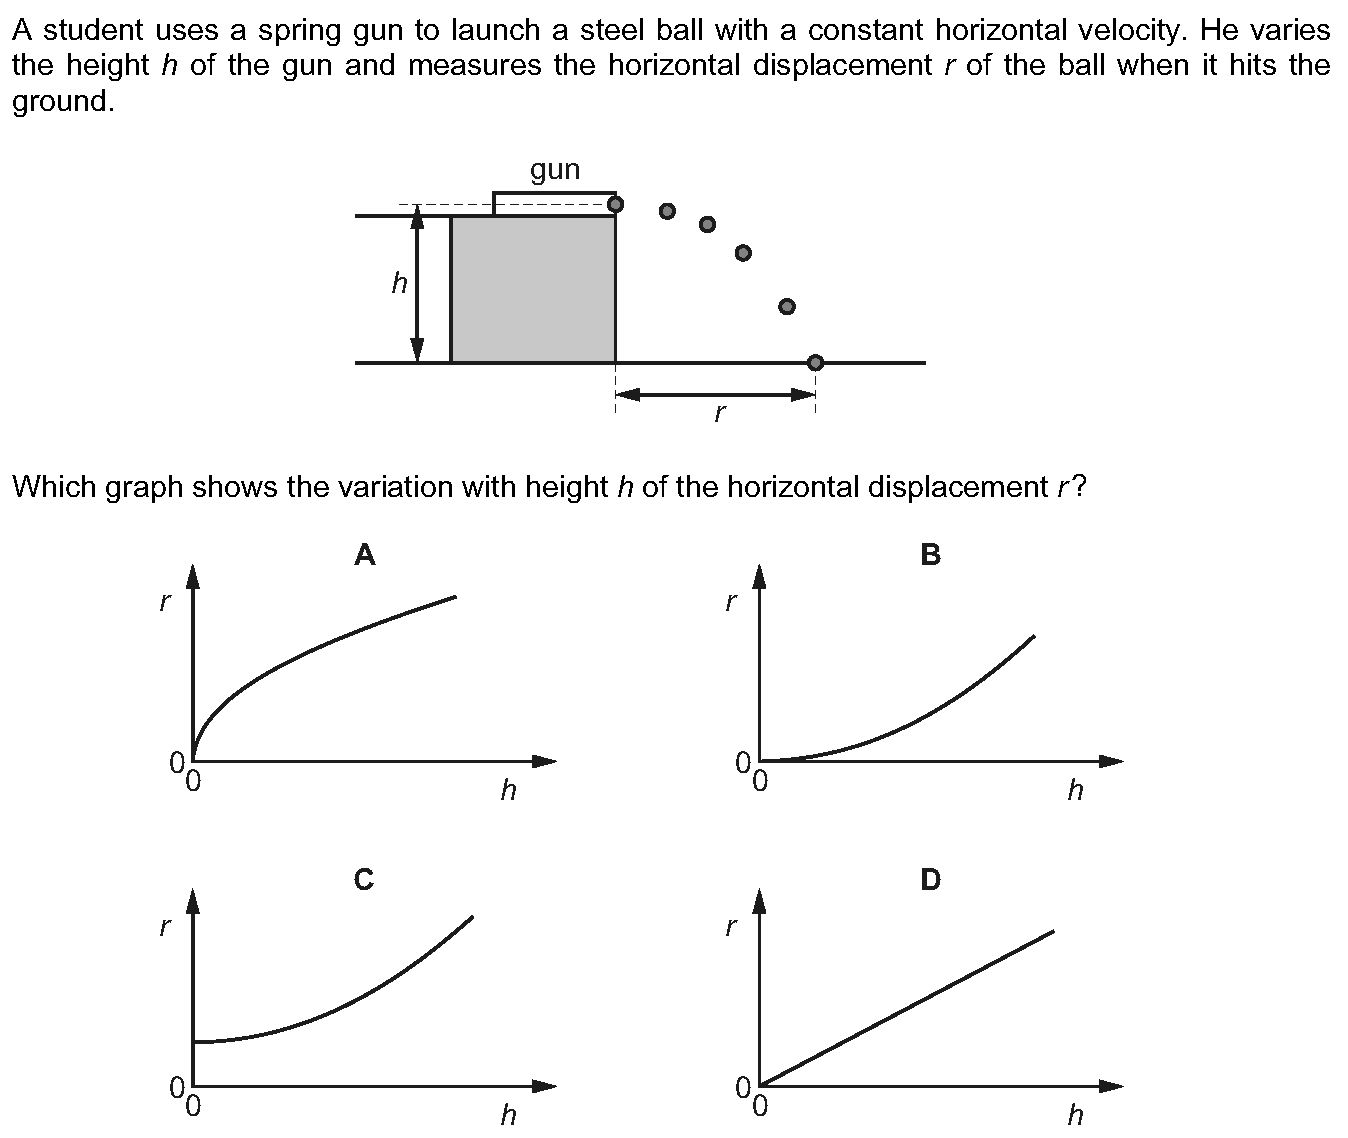 A student uses a spring gun to launch a steel ball with a constant horizontal velocity. He varies
the height h of the gun and measures the horizontal displacement r of the ball when it hits the
ground.
gun
h
r
Which graph shows the variation with height h of the horizontal displacement r?
A
B
r
r
0
0
0
0
h
h
C
D
r
r
0
0
0
0
h
h